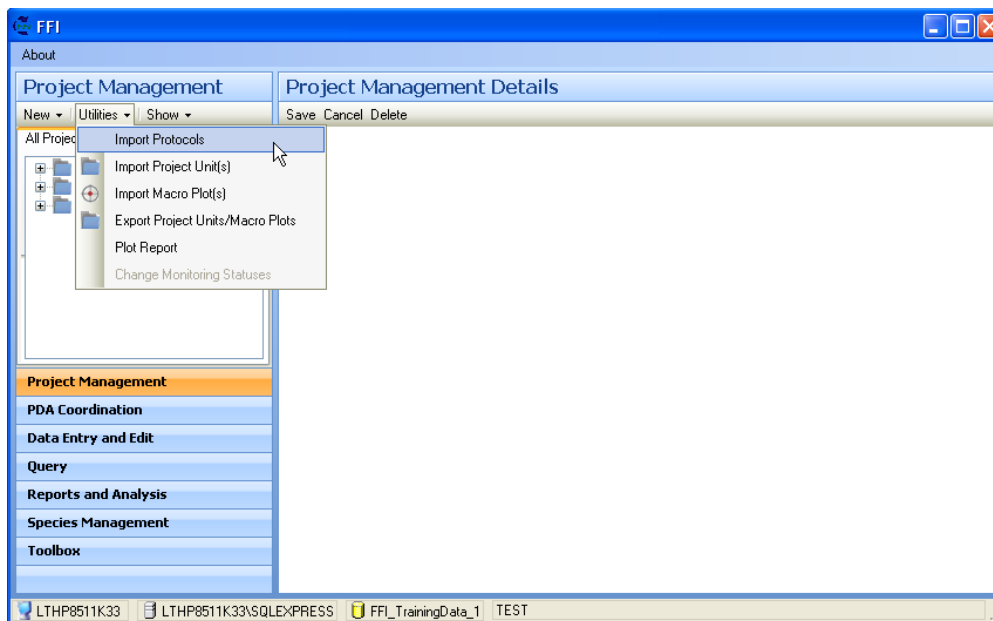 FFI
About
Project Management
Project Management Details
New Utilities Show
Save Cancel Delete
All Projec
Import Protocols
Import Project Unit(s)
Import Macro Plot(s)
Export Project Units/Macro Plots
Plot Report
Change Monitoring Statuses
Project Management
PDA Coordination
Data Entry and Edit
Query
Reports and Analysis
Species Management
Toolbox
LTHP8511K33 LTHP8511K33\SQLEXPRESS FFI_TrainingData_1 TEST